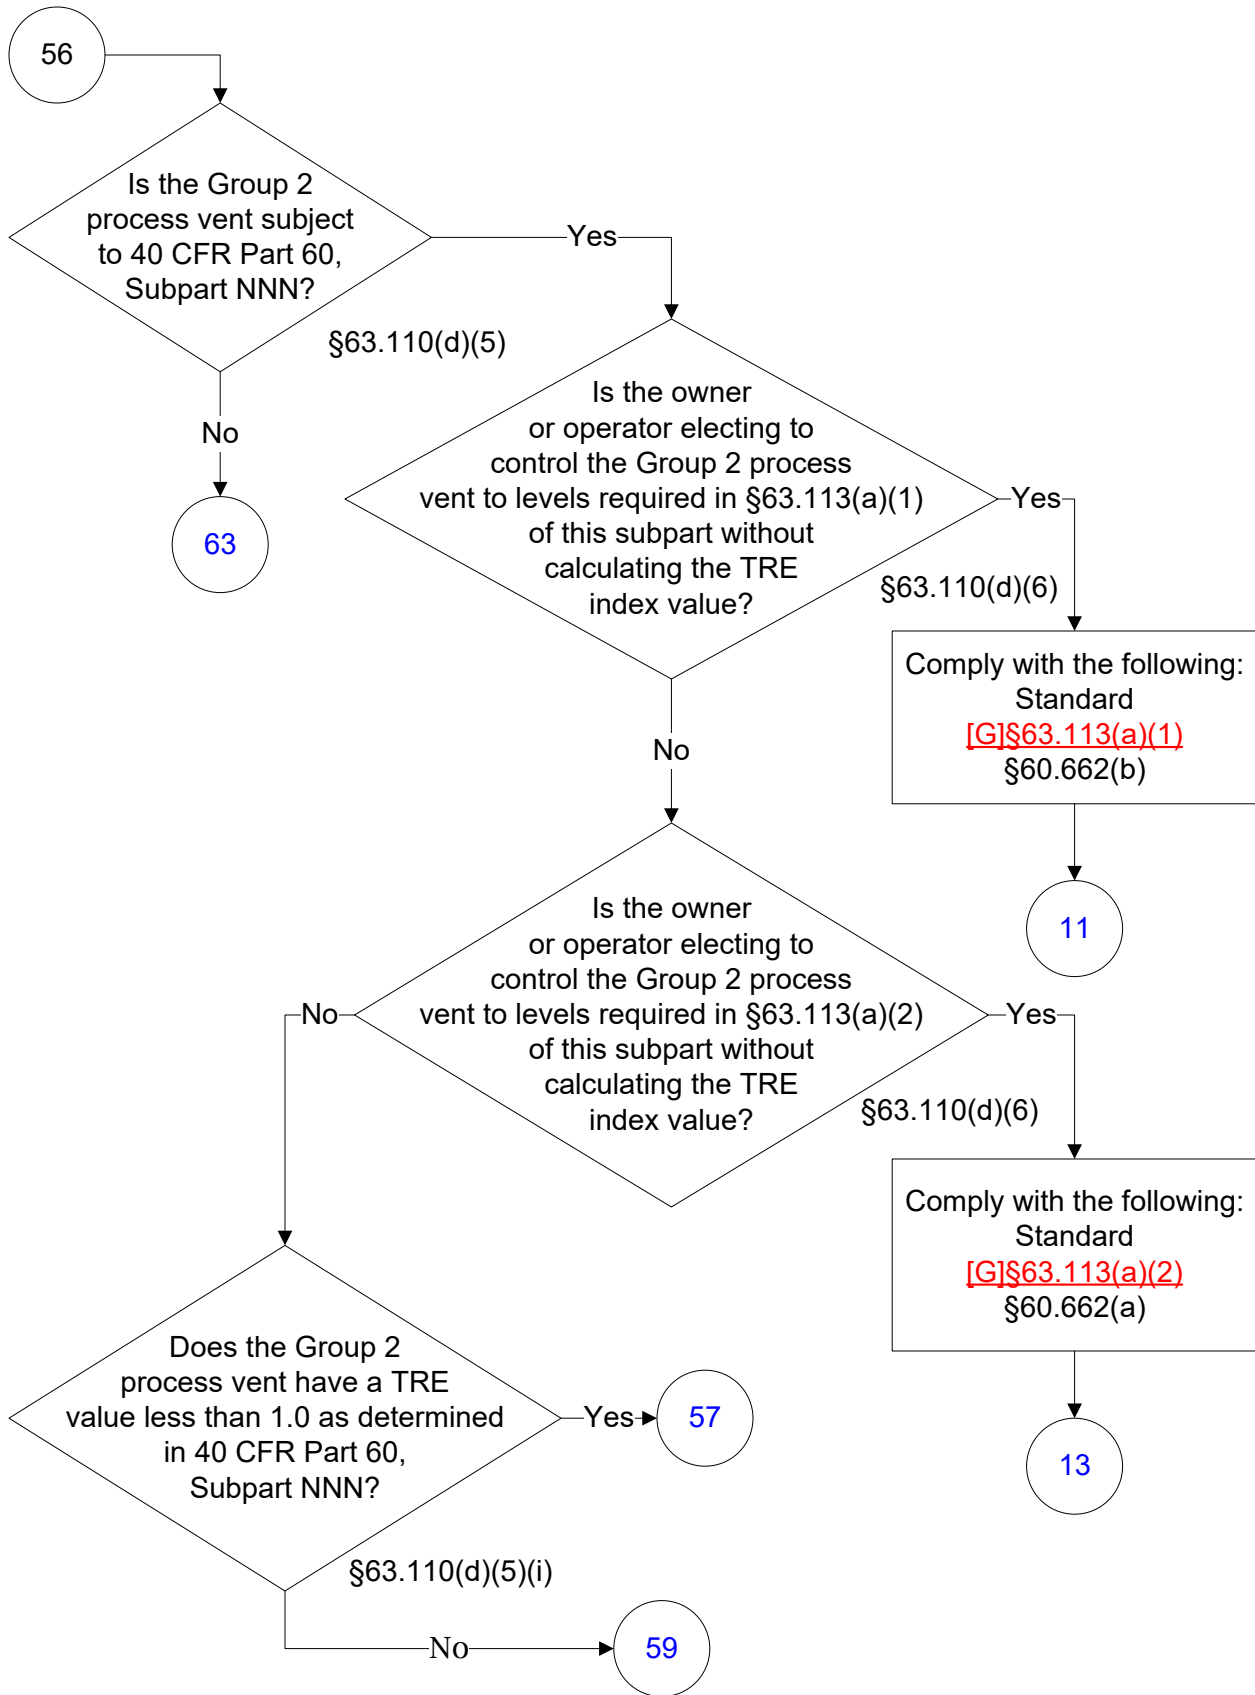 56
Is the Group 2
process vent subject
to 40 CFR Part 60,
Subpart NNN?
Yes
§63.110(d)(5)
No
63
Is the owner
or operator electing to
control the Group 2 process
vent to levels required in §63.113(a)(1)
of this subpart without
calculating the TRE
index value?
Yes
§63.110(d)(6)
Comply with the following:
Standard
[G]§63.113(a)(1)
§60.662(b)
11
No
Is the owner
or operator electing to
control the Group 2 process
vent to levels required in §63.113(a)(2)
of this subpart without
calculating the TRE
index value?
Yes
§63.110(d)(6)
Comply with the following:
Standard
[G]§63.113(a)(2)
§60.662(a)
13
No
Does the Group 2
process vent have a TRE
value less than 1.0 as determined
in 40 CFR Part 60,
Subpart NNN?
Yes
57
§63.110(d)(5)(i)
No
59